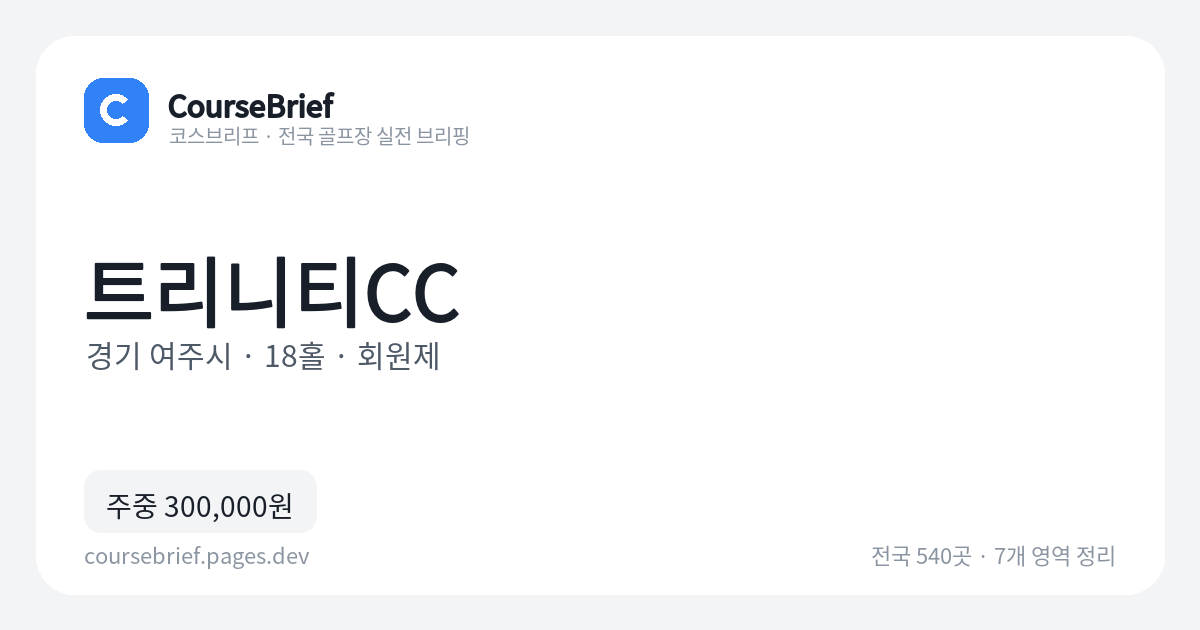 C
CourseBrief
코스브리프 · 전국 골프장 실전 브리핑
트리니티CC
경기 여주시 · 18홀 · 회원제
주중 300,000원
coursebrief.pages.dev
전국 540곳 · 7개 영역 정리